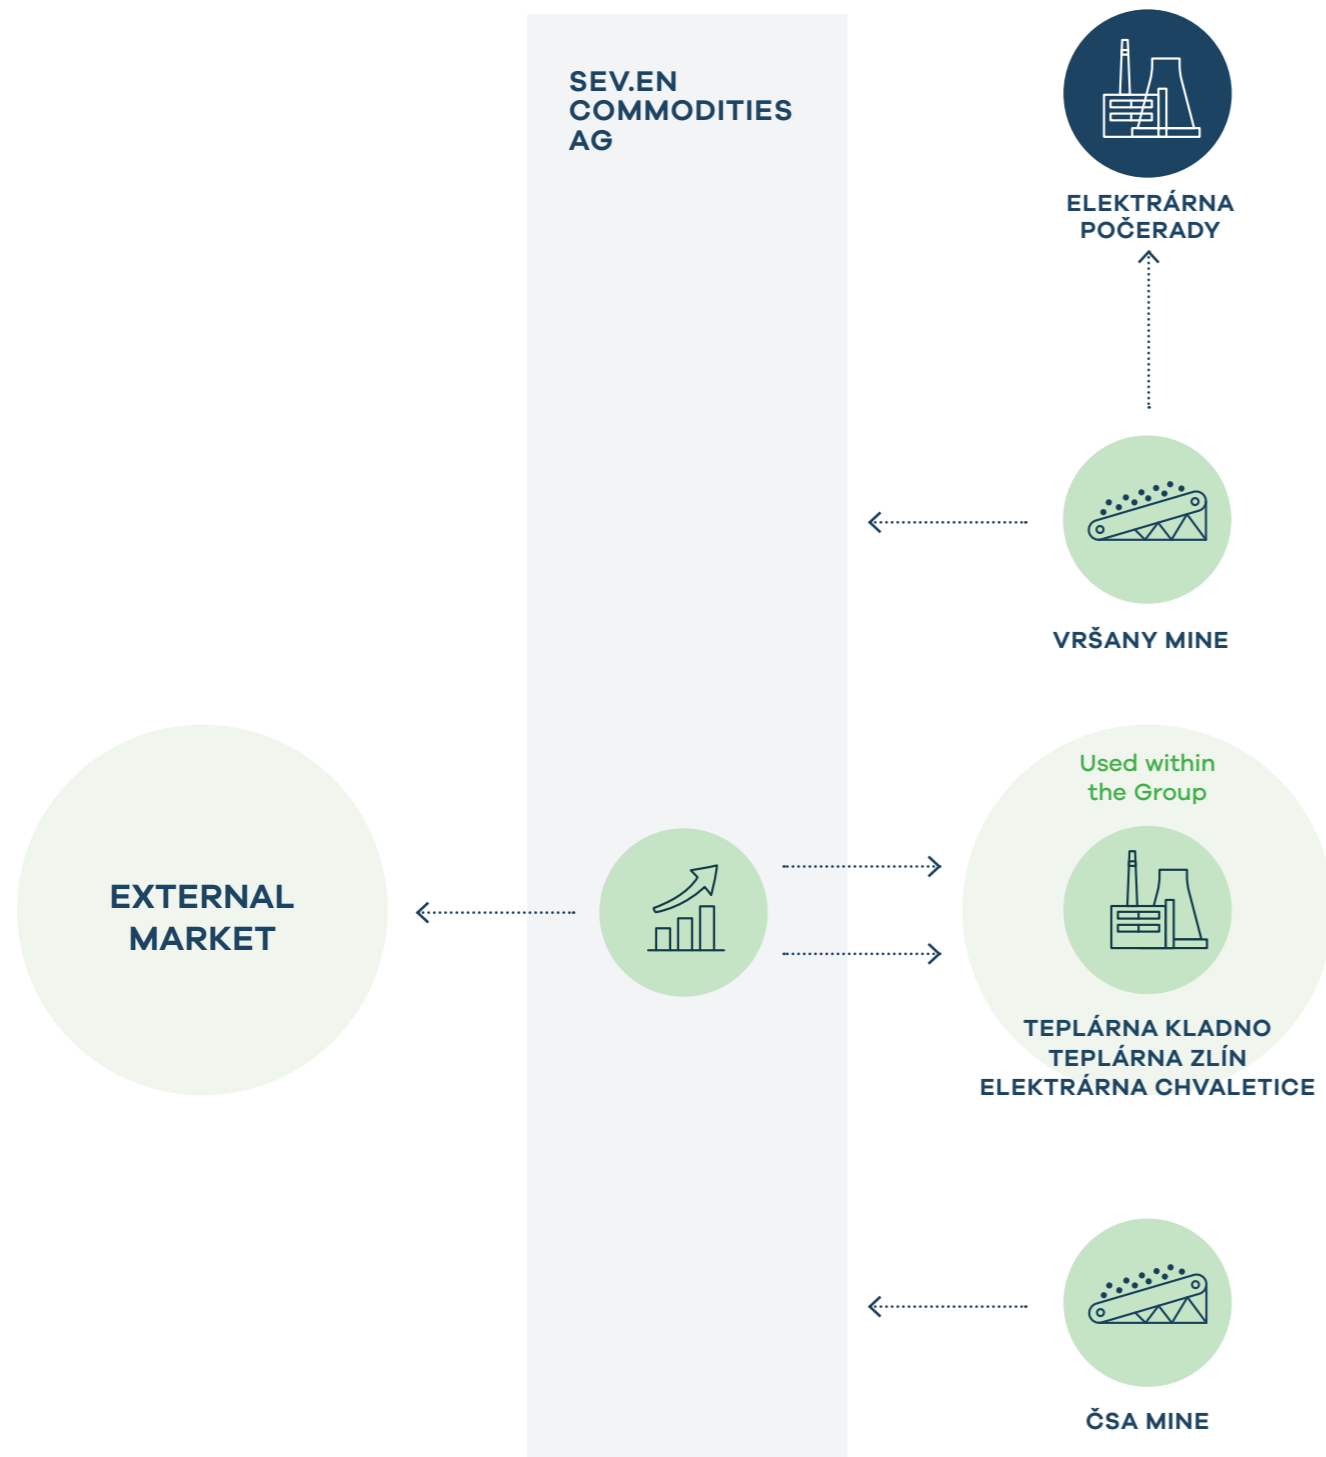 SEV.EN
COMMODITIES
AG
ELEKTRÁRNA
POČERADY
VRŠANY MINE
Used within
the Group
EXTERNAL
MARKET
TEPLÁRNA KLADNO
TEPLÁRNA ZLÍN
ELEKTRÁRNA CHVALETICE
ČSA MINE